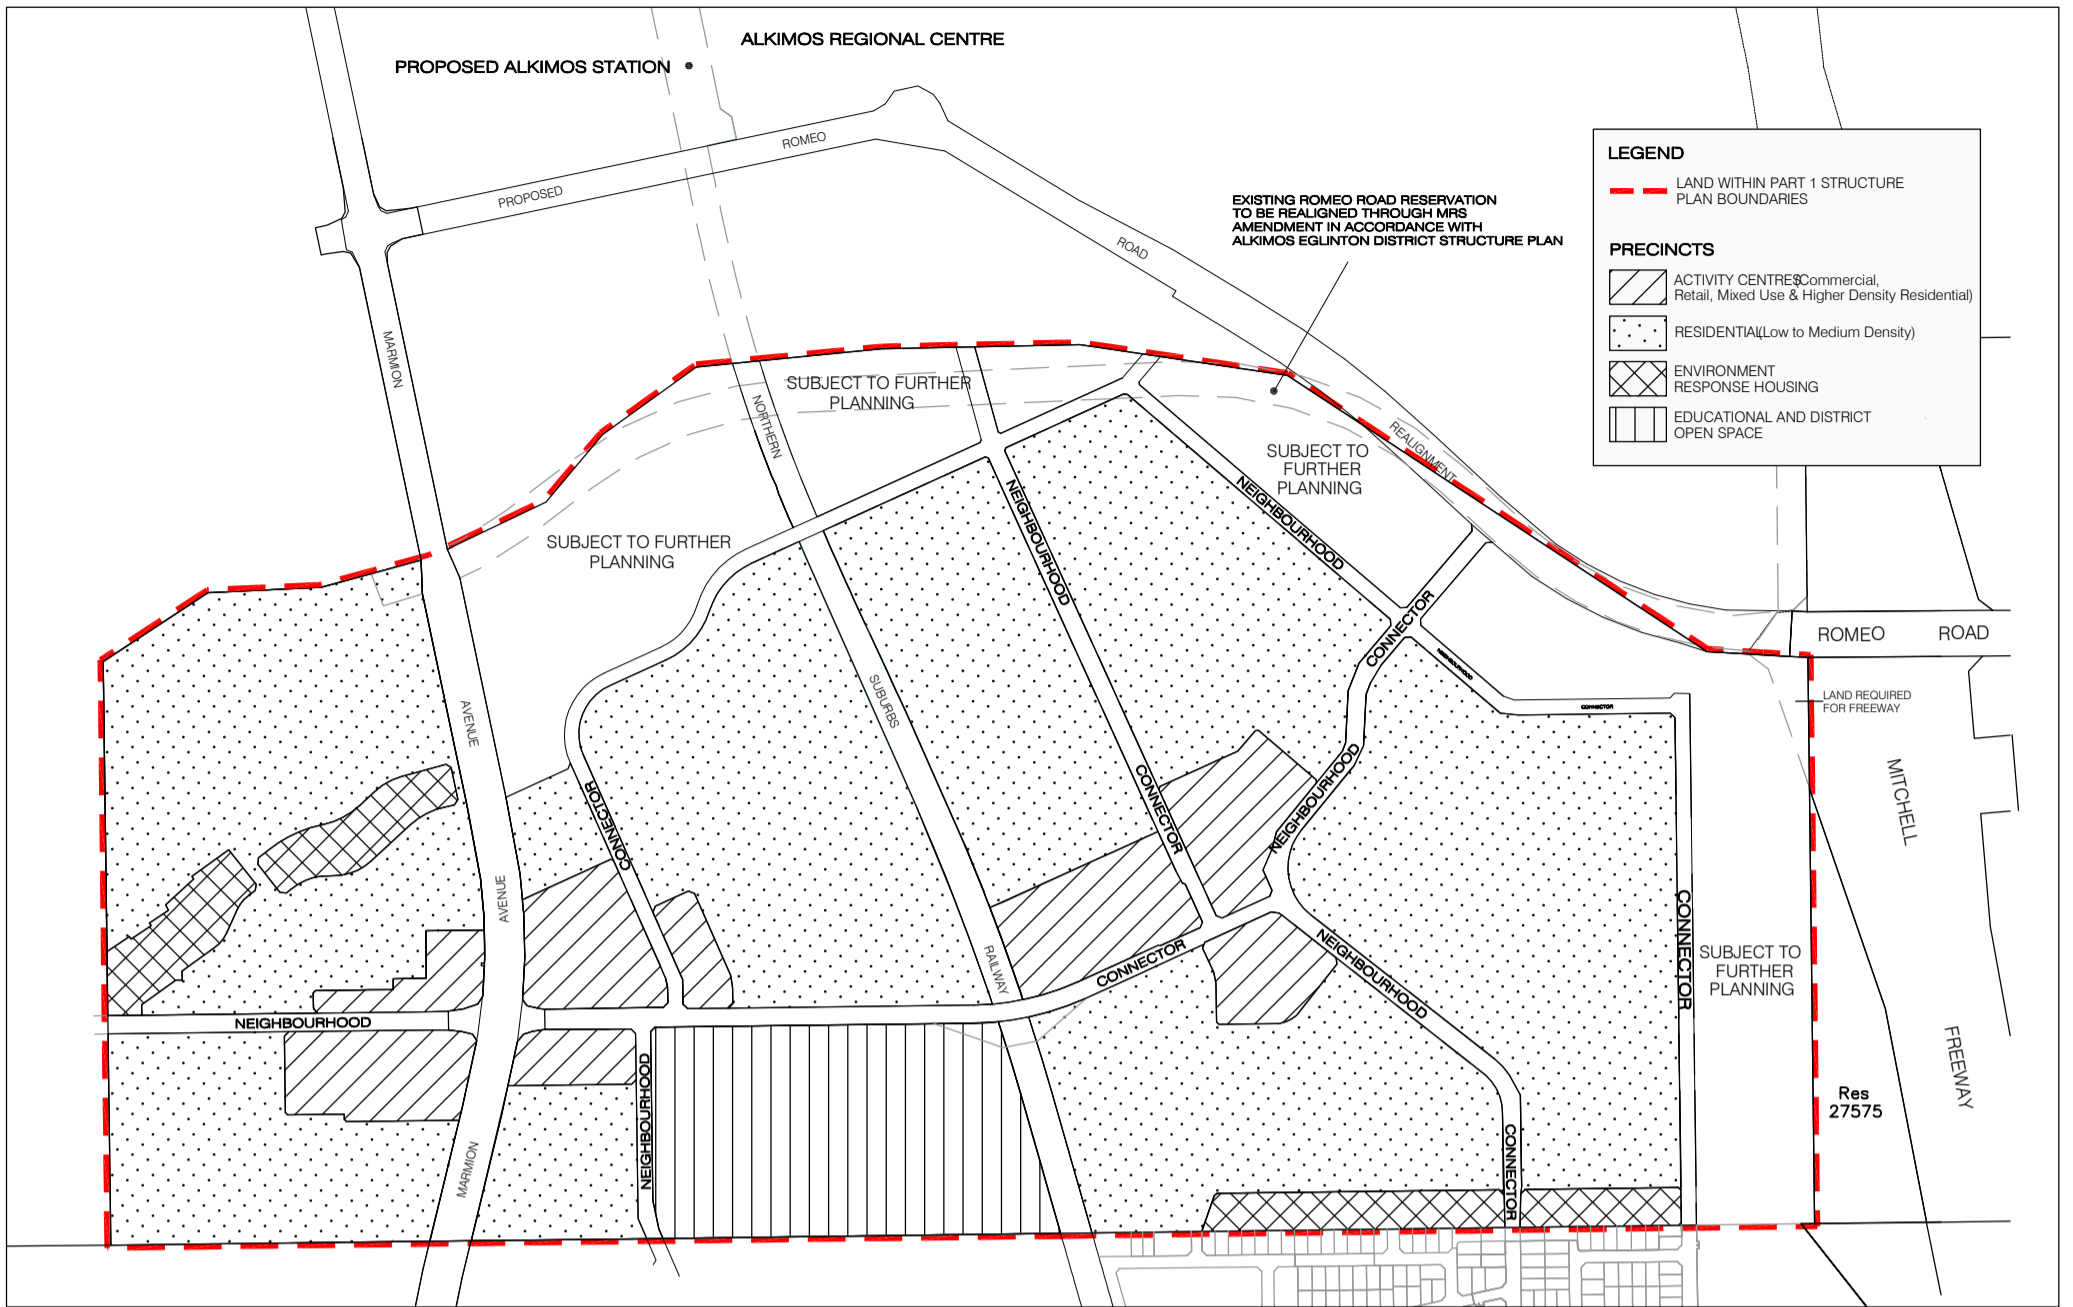 ALKIMOS REGIONAL CENTRE
PROPOSED ALKIMOS STATION
PROPOSED
ROMEO
ROAD
EXISTING ROMEO ROAD RESERVATION
TO BE REALIGNED THROUGH MRS
AMENDMENT IN ACCORDANCE WITH
ALKIMOS EGLINTON DISTRICT STRUCTURE PLAN
LEGEND
LAND WITHIN PART 1 STRUCTURE
PLAN BOUNDARIES
PRECINCTS
ACTIVITY CENTRES(Commercial,
Retail, Mixed Use & Higher Density Residential)
RESIDENTIAL(Low to Medium Density)
ENVIRONMENT
RESPONSE HOUSING
EDUCATIONAL AND DISTRICT
OPEN SPACE
MARMION
NORTHERN
SUBJECT TO FURTHER
PLANNING
SUBJECT TO
FURTHER
PLANNING
REALIGNMENT
NEIGHBOURHOOD
NEIGHBOURHOOD
SUBJECT TO FURTHER
PLANNING
CONNECTOR
NEIGHBOURHOOD
ROMEO ROAD
LAND REQUIRED
FOR FREEWAY
CONNECTOR
AVENUE
SUBURBS
CONNECTOR
CONNECTOR
NEIGHBOURHOOD
MITCHELL
AVENUE
RAILWAY
CONNECTOR
NEIGHBOURHOOD
CONNECTOR
SUBJECT TO
FURTHER
PLANNING
NEIGHBOURHOOD
NEIGHBOURHOOD
MARMION
CONNECTOR
FREEWAY
Res
27575